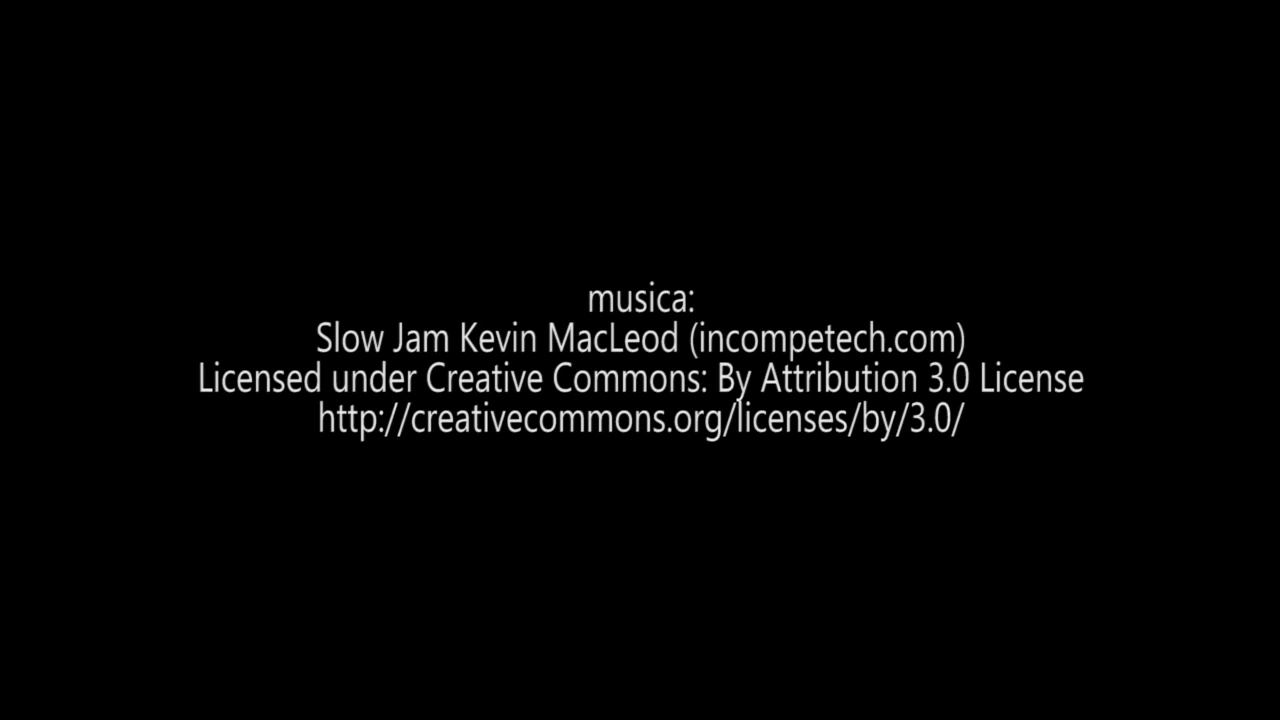 musica:
Slow Jam Kevin MacLeod (incompetech.com)
Licensed under Creative Commons: By Attribution 3.0 License
http://creativecommons.org/licenses/by/3.0/